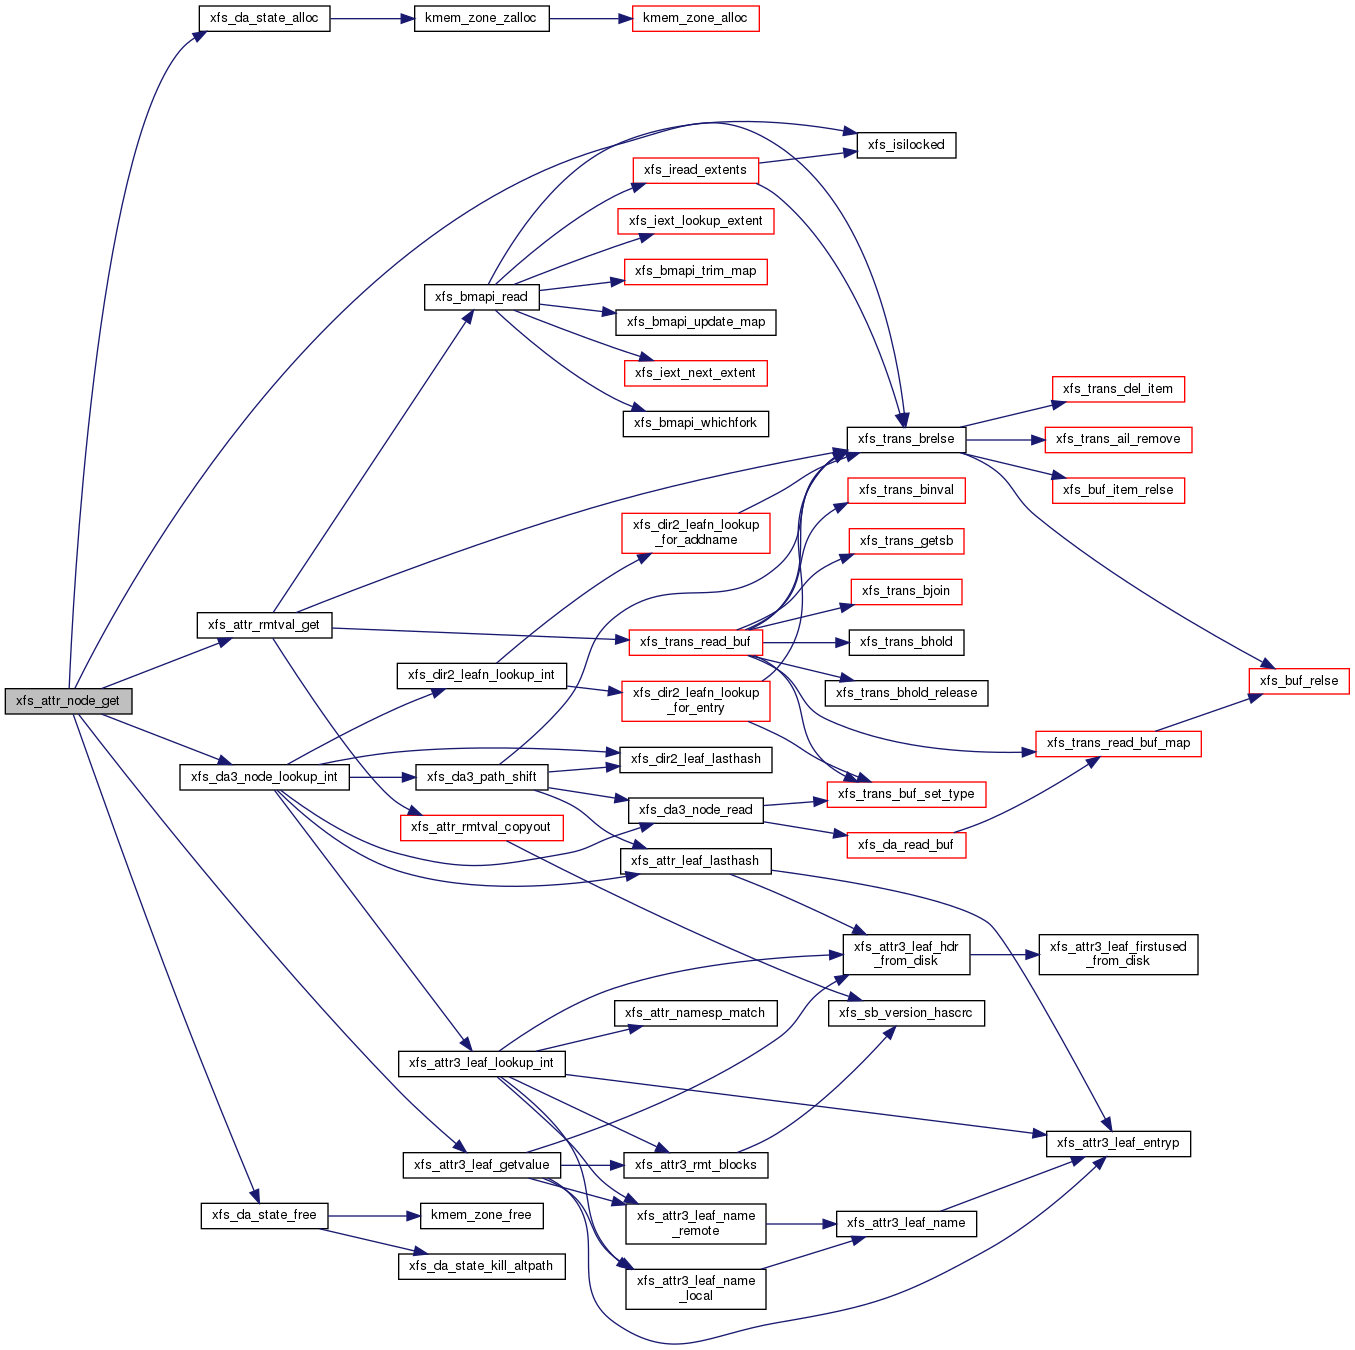 xfs_da_state_alloc
kmem_zone_zalloc
kmem_zone_alloc
xfs_isilocked
xfs_iread_extents
xfs_iext_lookup_extent
xfs_bmapi_trim_map
xfs_bmapi_read
xfs_bmapi_update_map
xfs_iext_next_extent
xfs_trans_del_item
xfs_bmapi_whichfork
xfs_trans_brelse
xfs_trans_ail_remove
xfs_trans_binval
xfs_buf_item_relse
xfs_dir2_leafn_lookup
_for_addname
xfs_trans_getsb
xfs_trans_bjoin
xfs_attr_rmtval_get
xfs_trans_read_buf
xfs_trans_bhold
xfs_dir2_leafn_lookup_int
xfs_buf_relse
xfs_trans_bhold_release
xfs_dir2_leafn_lookup
_for_entry
xfs_attr_node_get
xfs_trans_read_buf_map
xfs_dir2_leaf_lasthash
xfs_da3_node_lookup_int
xfs_da3_path_shift
xfs_trans_buf_set_type
xfs_da3_node_read
xfs_attr_rmtval_copyout
xfs_da_read_buf
xfs_attr_leaf_lasthash
xfs_attr3_leaf_hdr
_from_disk
xfs_attr3_leaf_firstused
_from_disk
xfs_attr_namesp_match
xfs_sb_version_hascrc
xfs_attr3_leaf_lookup_int
xfs_attr3_leaf_entryp
xfs_attr3_leaf_getvalue
xfs_attr3_rmt_blocks
xfs_da_state_free
kmem_zone_free
xfs_attr3_leaf_name
_remote
xfs_attr3_leaf_name
xfs_da_state_kill_altpath
xfs_attr3_leaf_name
_local